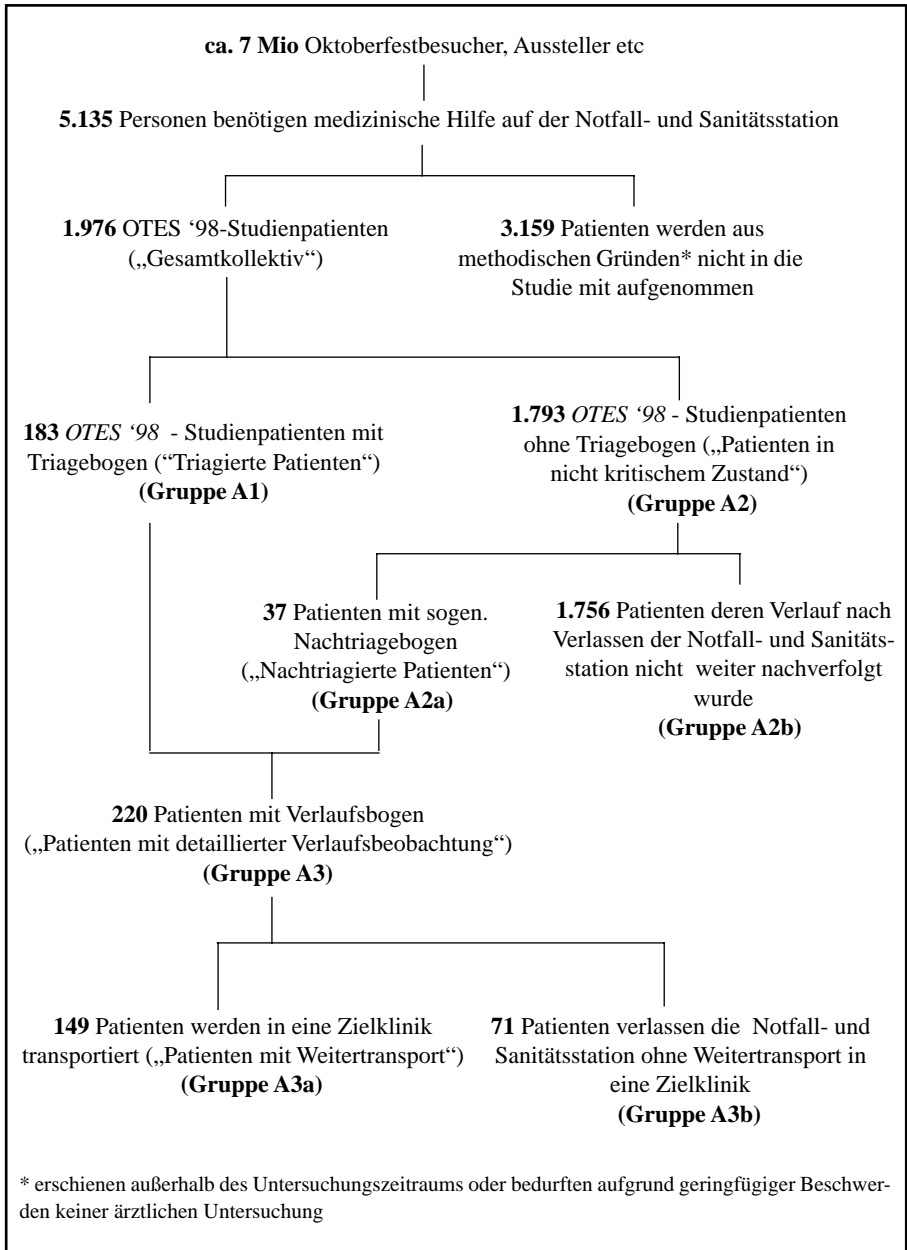 ca. 7 Mio Oktoberfestbesucher, Aussteller etc
5.135 Personen benötigen medizinische Hilfe auf der Notfall- und Sanitätsstation
1.976 OTES ‘98-Studienpatienten
(„Gesamtkollektiv“)
3.159 Patienten werden aus
methodischen Gründen* nicht in die
Studie mit aufgenommen
183 OTES ‘98 - Studienpatienten mit
Triagebogen (“Triagierte Patienten“)
(Gruppe A1)
1.793 OTES ‘98 - Studienpatienten
ohne Triagebogen („Patienten in
nicht kritischem Zustand“)
(Gruppe A2)
37 Patienten mit sogen.
Nachtriagebogen
(„Nachtriagierte Patienten“)
(Gruppe A2a)
1.756 Patienten deren Verlauf nach
Verlassen der Notfall- und Sanitäts-
station nicht weiter nachverfolgt
wurde
(Gruppe A2b)
220 Patienten mit Verlaufsbogen
(„Patienten mit detaillierter Verlaufsbeobachtung“)
(Gruppe A3)
149 Patienten werden in eine Zielklinik
transportiert („Patienten mit Weitertransport“)
(Gruppe A3a)
71 Patienten verlassen die Notfall- und
Sanitätsstation ohne Weitertransport in
eine Zielklinik
(Gruppe A3b)
* erschienen außerhalb des Untersuchungszeitraums oder bedurften aufgrund geringfügiger Beschwer-
den keiner ärztlichen Untersuchung